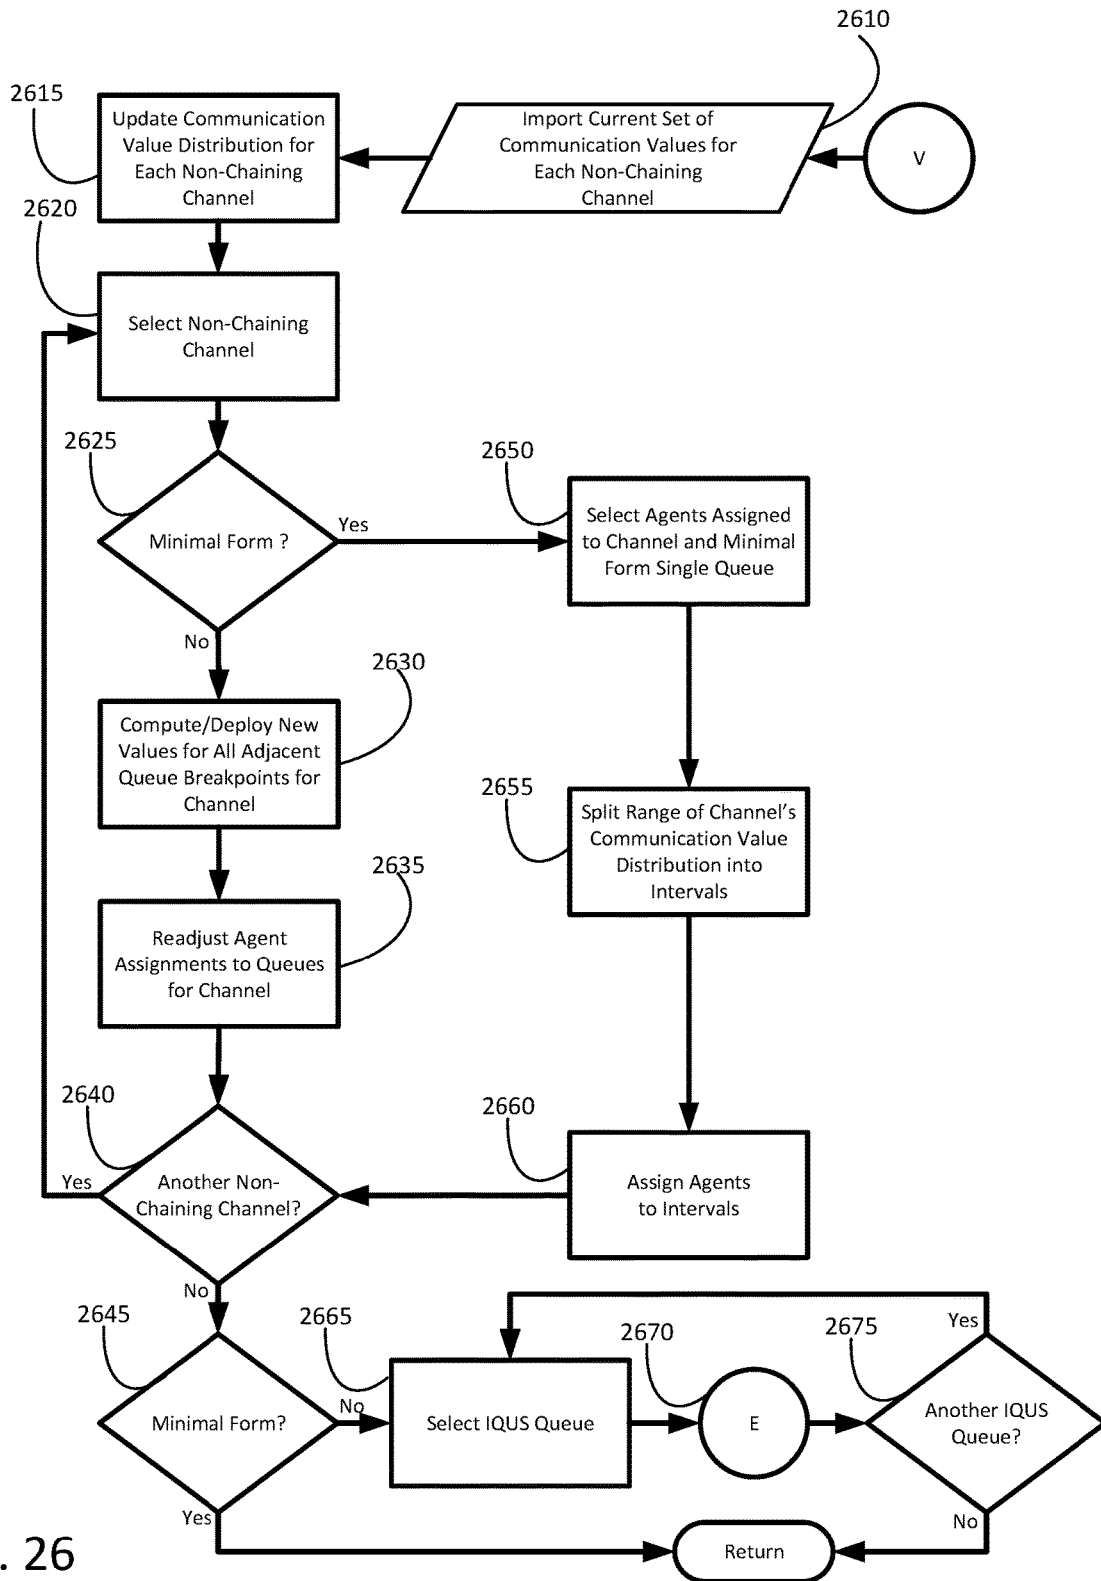 2610
2615
Update Communication
Value Distribution for
Each Non-Chaining
Channel
Import Current Set of
Communication Values for
Each Non-Chaining
Channel
V
2620
Select Non-Chaining
Channel
2625
Minimal Form ?
Yes
No
2650
Select Agents Assigned
to Channel and Minimal
Form Single Queue
2630
Compute/Deploy New
Values for All Adjacent
Queue Breakpoints for
Channel
2655
Split Range of Channel's
Communication Value
Distribution into
Intervals
2635
Readjust Agent
Assignments to Queues
for Channel
2640
Another Non-
Chaining Channel?
Yes
No
2660
Assign Agents
to Intervals
2645
Minimal Form?
No
Yes
2665
Select IQUS Queue
2670
E
2675
Another IQUS
Queue?
Yes
No
Return
. 26